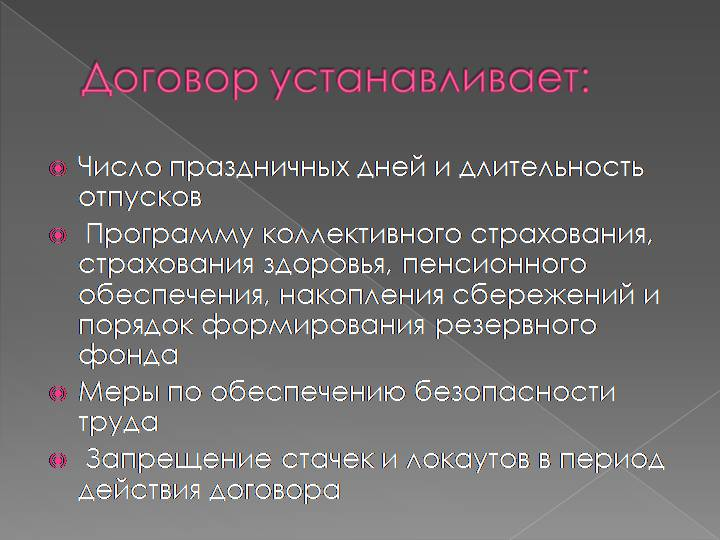 Договор устанавливает:
Число праздничных дней и длительность
отпусков
Программу коллективного страхования,
страхования здоровья, пенсионного
обеспечения, накопления сбережений и
порядок формирования резервного
фонда
Меры по обеспечению безопасности
труда
Запрещение стачек и локаутов в период
действия договора